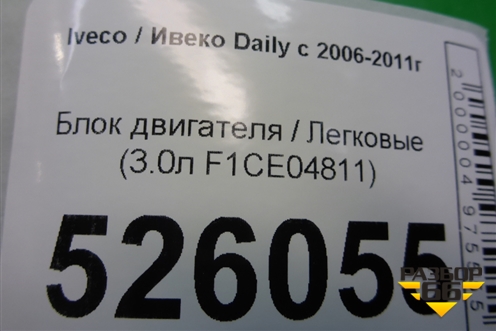 Iveco / Ивеко Daily с 2006-2011г
Блок двигателя / Легковые
(3.0л F1CE04811)
526055
РАЗБОР
66